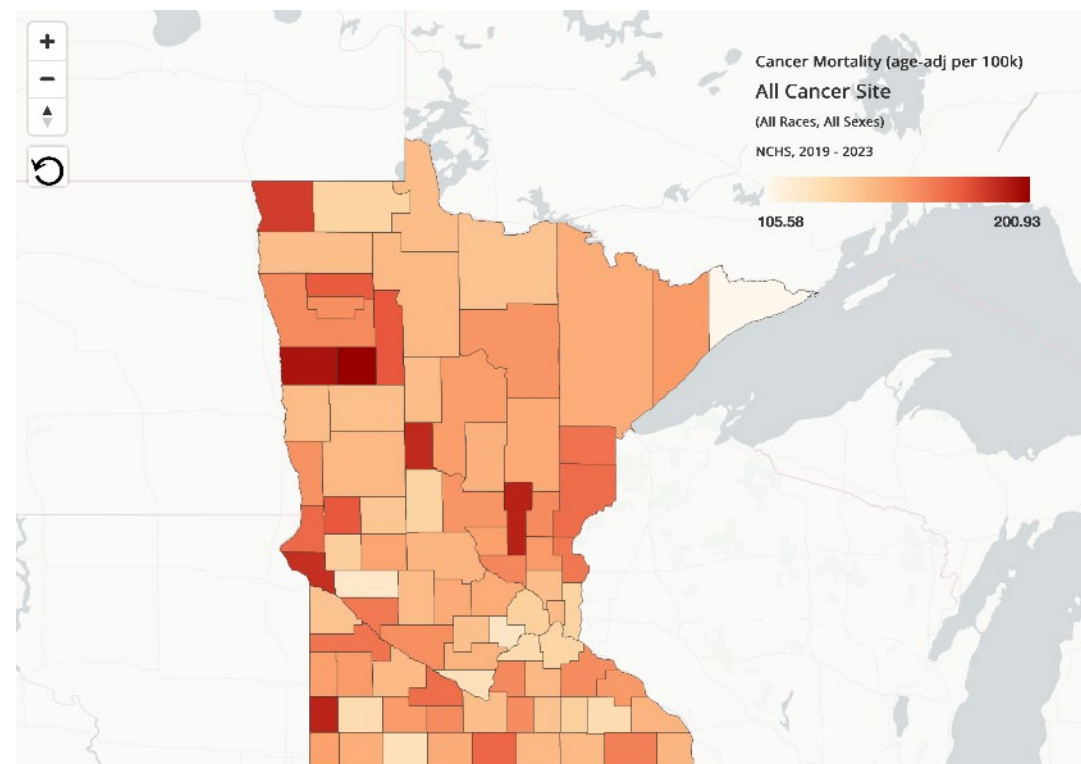 +
−
Cancer Mortality (age-adj per 100k)
All Cancer Site
(All Races, All Sexes)
NCHS, 2019 - 2023
105.58 200.93